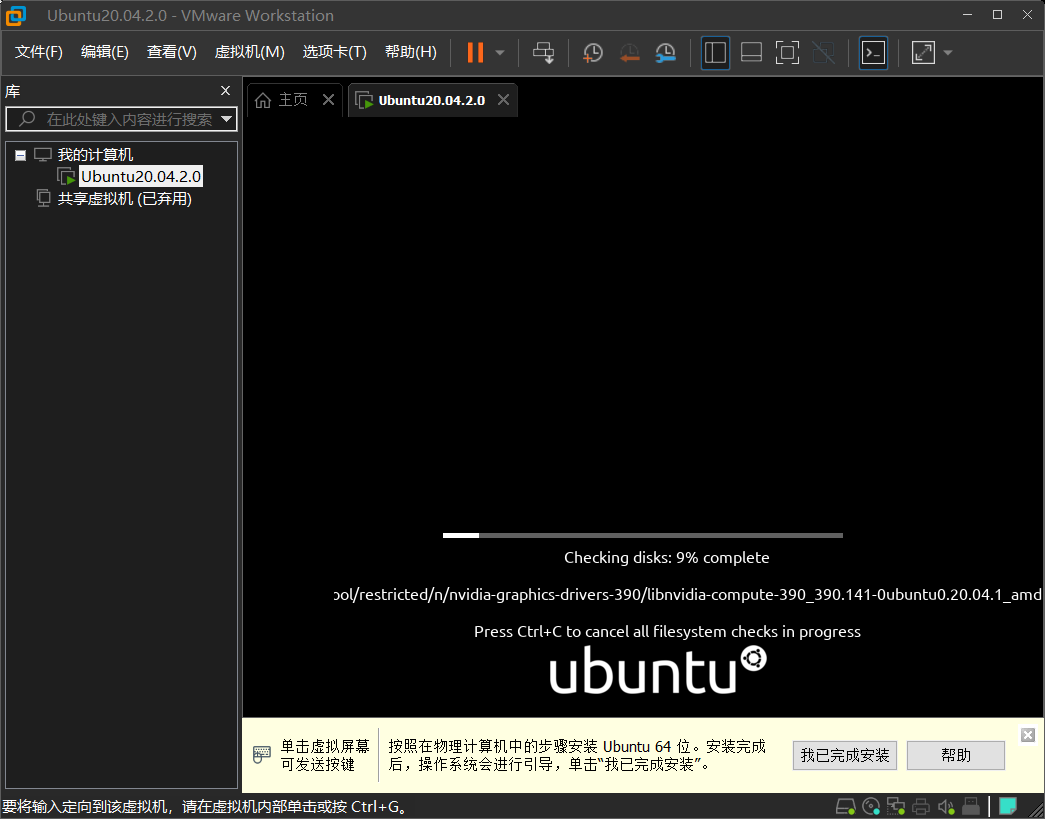 Ubuntu20.04.2.0 - VMware Workstation
文件(F) 编辑(E) 查看(V) 虚拟机(M) 选项卡(T) 帮助(H)
库
在此处键入内容进行搜索
我的计算机
Ubuntu20.04.2.0
共享虚拟机 (已弃用)
主页
Ubuntu20.04.2.0
Checking disks: 9% complete
ool/restricted/n/nvidia-graphics-drivers-390/libnvidia-compute-390_390.141-0ubuntu0.20.04.1_amd
Press Ctrl+C to cancel all filesystem checks in progress
ubuntu
单击虚拟屏幕
可发送按键
按照在物理计算机中的步骤安装 Ubuntu 64 位。安装完成
后，操作系统会进行引导，单击“我已完成安装”。
我已完成安装
帮助
要将输入定向到该虚拟机，请在虚拟机内部单击或按 Ctrl+G。